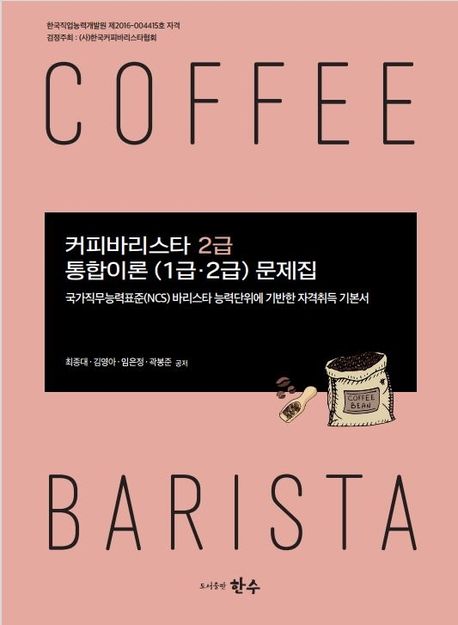 한국직업능력개발원 제2016-004415호 자격
검정주최 : (사)한국커피바리스타협회
COFFEE
커피바리스타 2급
통합이론 (1급·2급) 문제집
국가직무능력표준(NCS) 바리스타 능력단위에 기반한 자격취득 기본서
최종대·김영아·임은정·곽봉준 공저
COFFEE
BEAN
BARISTA
도서출판 한수